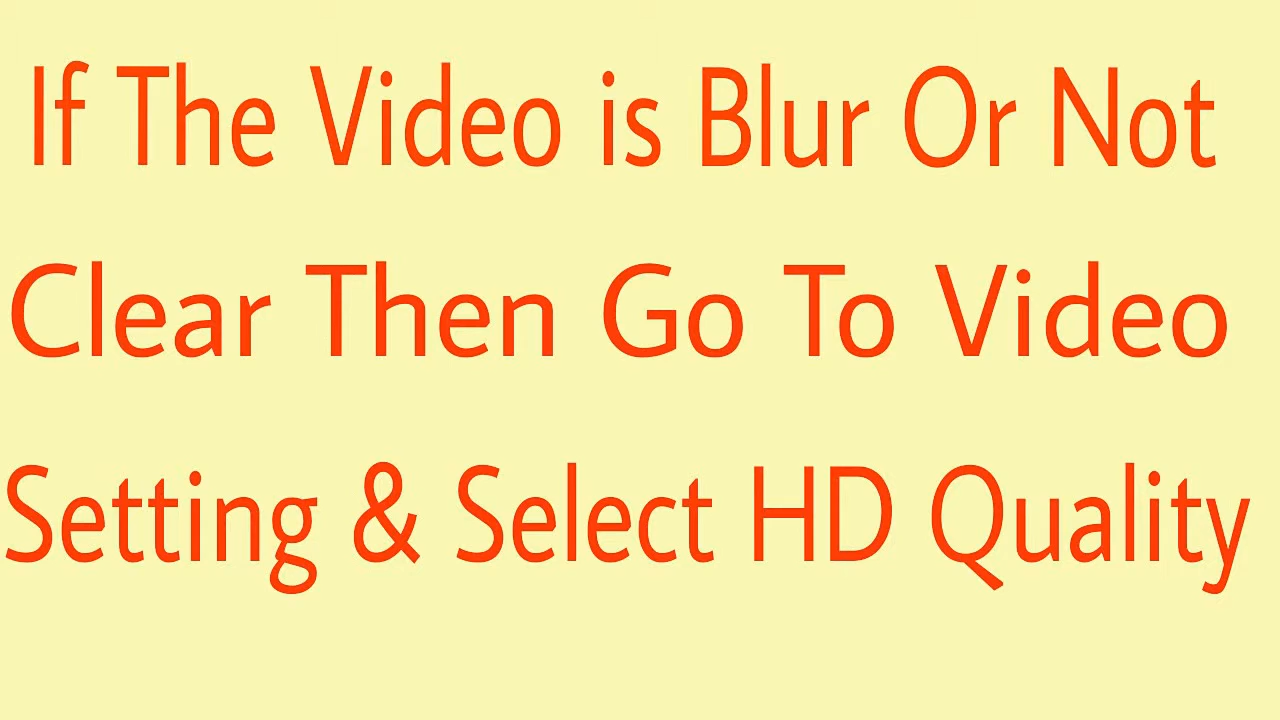 If The Video is Blur Or Not
Clear Then Go To Video
Setting & Select HD Quality